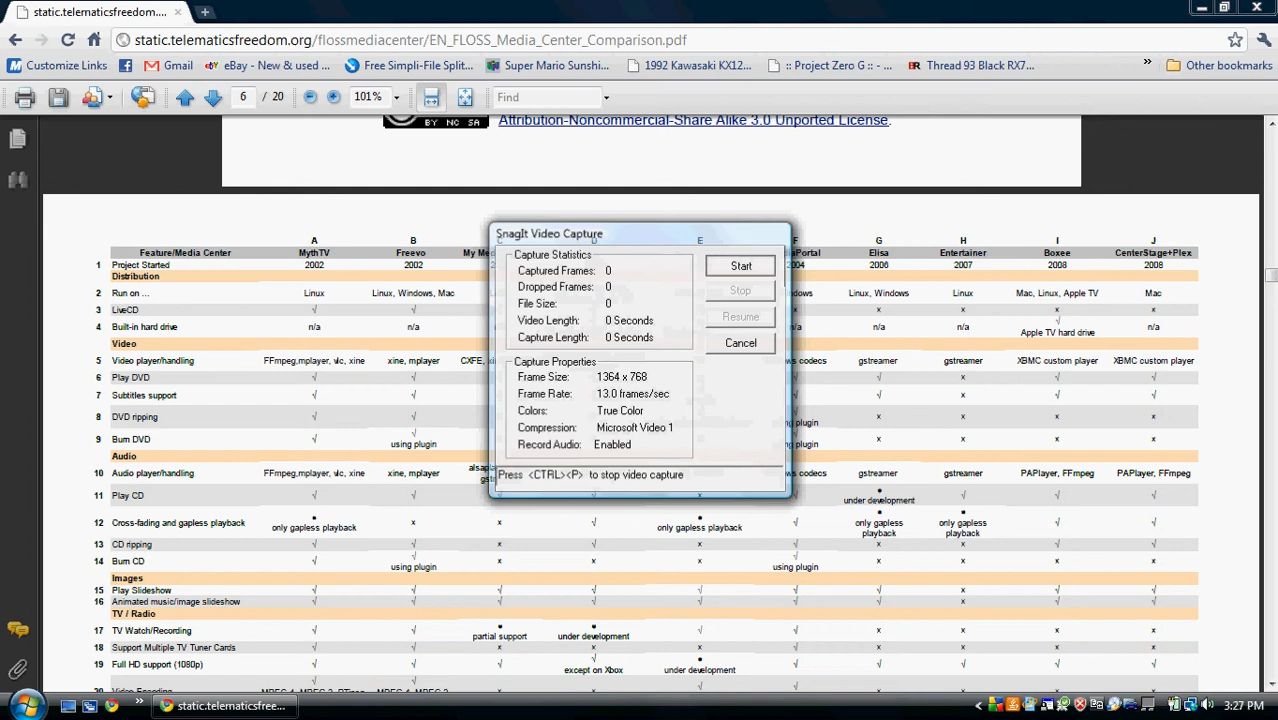 static.telematicsfreedom....
static.telematicsfreedom.org/flossmediacenter/EN_FLOSS_Media_Center_Comparison.pdf
Customize Links Gmail eBay - New & used ... Free Simpli-File Split... Super Mario Sunshi... 1992 Kawasaki KX12... :: Project Zero G :: -... Thread 93 Black RX7... » Other bookmarks
6 / 20 101% Find
BY NC SA
Attribution-Noncommercial-Share Alike 3.0 Unported License.
A B C D E F G H I J
Feature/Media Center MythTV Freevo My Me Portal Elisa Entertainer Boxee CenterStage+Plex
1 Project Started 2002 2002 2004 2006 2007 2008 2008
Distribution
2 Run on ... Linux Linux, Windows, Mac Linux, Windows Linux Mac, Linux, Apple TV Mac
3 LiveCD √ √ x x x x
4 Built-in hard drive n/a n/a n/a n/a √ n/a
Apple TV hard drive
Video
5 Video player/handling FFmpeg,mplayer, vlc, xine xine, mplayer CXFE, codecs gstreamer gstreamer XBMC custom player XBMC custom player
6 Play DVD √ √ √ x √ √
7 Subtitles support √ √ x x √ √
8 DVD ripping √ √ x x x x
9 Burn DVD √ √ x x x x
using plugin
Audio
10 Audio player/handling FFmpeg,mplayer, vlc, xine xine, mplayer codecs gstreamer gstreamer PAPlayer, FFmpeg PAPlayer, FFmpeg
11 Play CD √ √ √ √ x √ • √ √ √
under development
12 Cross-fading and gapless playback • x x √ • √ • • √ √
only gapless playback only gapless playback only gapless playback only gapless playback
13 CD ripping √ √ x x x √ x x √ √
14 Burn CD √ √ x x x √ x x x x
using plugin using plugin
Images
15 Play Slideshow √ √ √ √ √ √ √ x √ √
16 Animated music/image slideshow √ √ √ √ √ √ √ x √ √
TV / Radio
17 TV Watch/Recording √ √ • • √ √ x x x x
partial support under development
18 Support Multiple TV Tuner Cards √ √ x x x √ x x x x
19 Full HD support (1080p) √ √ √ √ • √ √ √ √ √
except on Xbox under development
SnagIt Video Capture
Capture Statistics
Captured Frames: 0
Dropped Frames: 0
File Size: 0
Video Length: 0 Seconds
Capture Length: 0 Seconds
Capture Properties
Frame Size: 1364 x 768
Frame Rate: 13.0 frames/sec
Colors: True Color
Compression: Microsoft Video 1
Record Audio: Enabled
Start
Stop
Resume
Cancel
Press <CTRL><P> to stop video capture
» static.telematicsfree... 3:27 PM